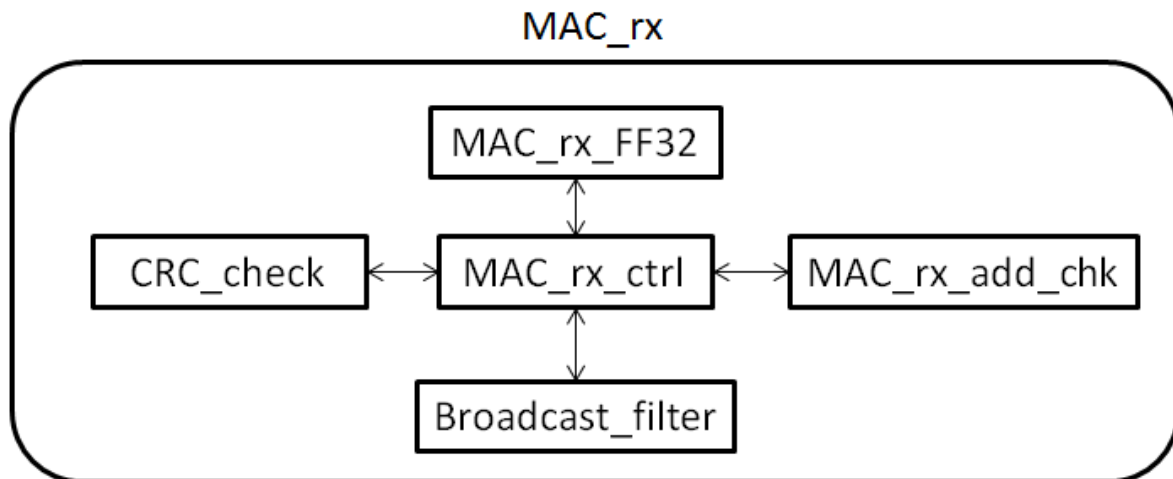 MAC_rx
MAC_rx_FF32
CRC_check
MAC_rx_ctrl
MAC_rx_add_chk
Broadcast_filter